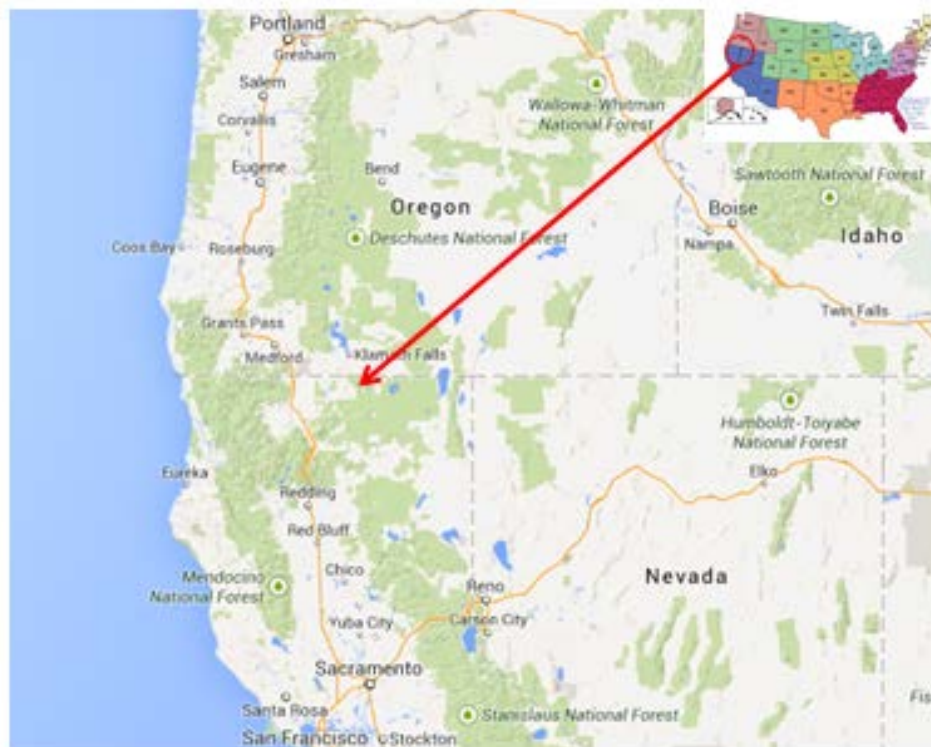 Portland
Gresham
Salem
Wallowa-Whitman
National Forest
Corvallis
Eugene
Bend
Sawtooth National Forest
Oregon
Boise
Coos Bay
Roseburg
Deschutes National Forest
Nampa
Idaho
Twin Falls
Grants Pass
Medford
Klamath Falls
Humboldt-Toiyabe
National Forest
Eureka
Elko
Redding
Red Bluff
Chico
Mendocino
National Forest
Reno
Nevada
Yuba City
Carson City
Sacramento
Santa Rosa
Stanislaus National Forest
Fis
San Francisco
Stockton